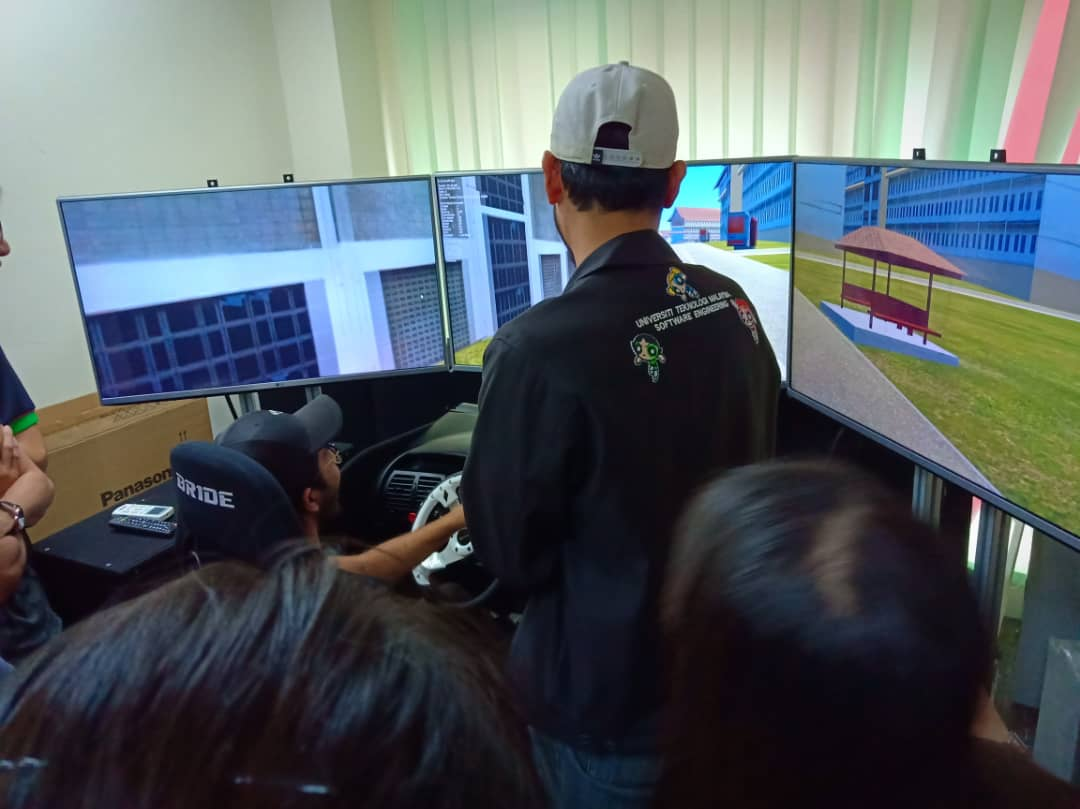 UNIVERSITI TEKNOLOGI MALAYSIA
SOFTWARE ENGINEERING
BRIDE
Panasonic